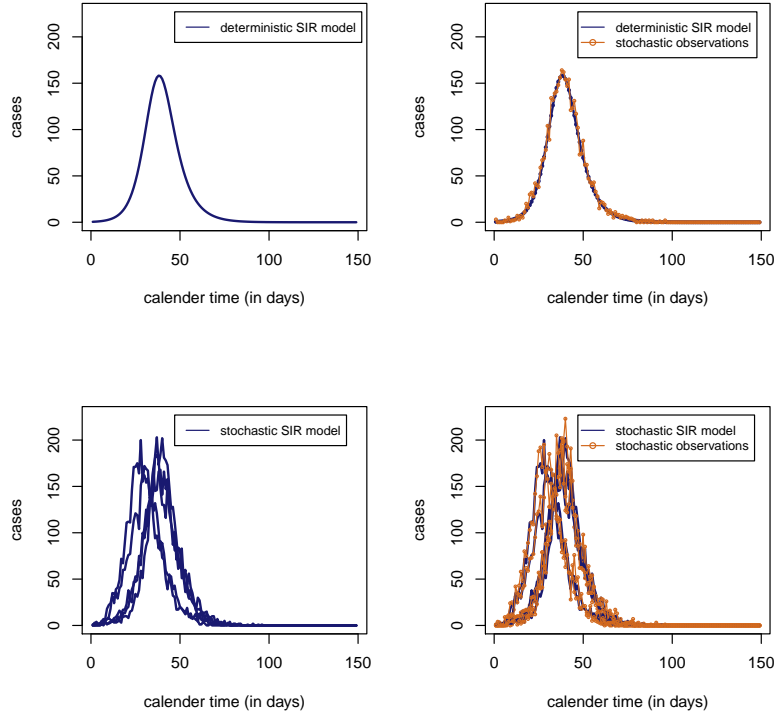 deterministic SIR model
200
150
100
50
0
cases
0 50 100 150
calender time (in days)
deterministic SIR model
stochastic observations
200
150
100
50
0
cases
0 50 100 150
calender time (in days)
stochastic SIR model
200
150
100
50
0
cases
0 50 100 150
calender time (in days)
stochastic SIR model
stochastic observations
200
150
100
50
0
cases
0 50 100 150
calender time (in days)